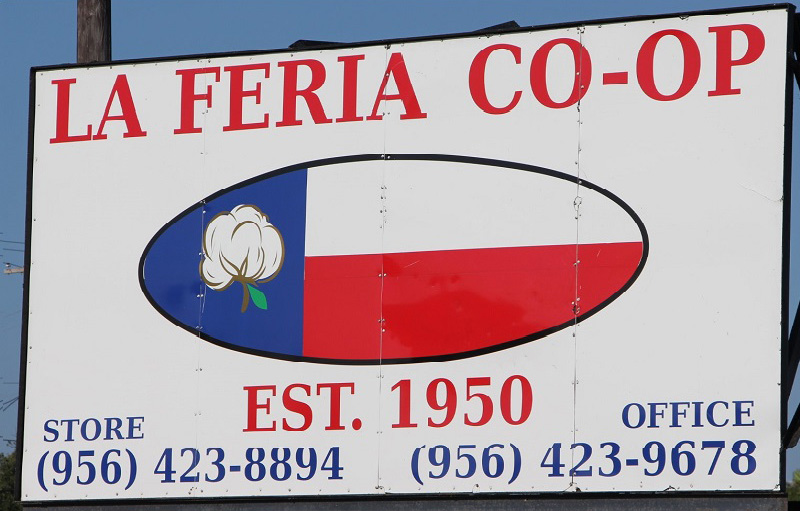 LA FERIA CO-OP
EST. 1950
STORE
(956) 423-8894
OFFICE
(956) 423-9678